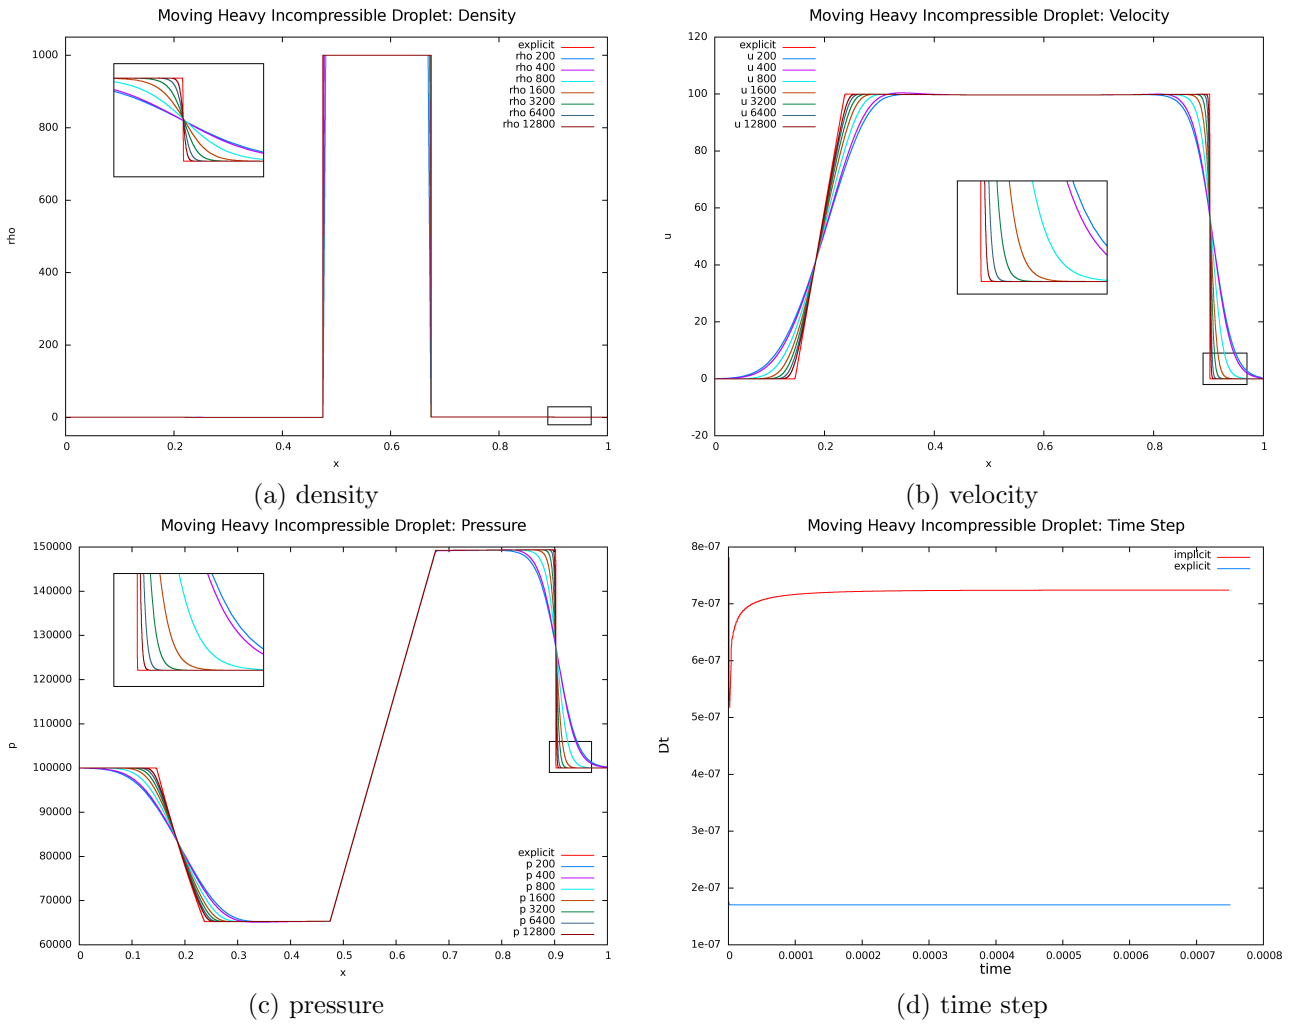 Moving Heavy Incompressible Droplet: Density
1000
800
600
400
200
0
rho
explicit
rho 200
rho 400
rho 800
rho 1600
rho 3200
rho 6400
rho 12800
0 0.2 0.4 0.6 0.8 1
x
(a) density
Moving Heavy Incompressible Droplet: Velocity
120
100
80
60
40
20
0
-20
u
explicit
u 200
u 400
u 800
u 1600
u 3200
u 6400
u 12800
0 0.2 0.4 0.6 0.8 1
x
(b) velocity
Moving Heavy Incompressible Droplet: Pressure
150000
140000
130000
120000
110000
100000
90000
80000
70000
60000
p
explicit
p 200
p 400
p 800
p 1600
p 3200
p 6400
p 12800
0 0.1 0.2 0.3 0.4 0.5 0.6 0.7 0.8 0.9 1
x
(c) pressure
Moving Heavy Incompressible Droplet: Time Step
8e-07
7e-07
6e-07
5e-07
4e-07
3e-07
2e-07
1e-07
Dt
implicit
explicit
0 0.0001 0.0002 0.0003 0.0004 0.0005 0.0006 0.0007 0.0008
time
(d) time step